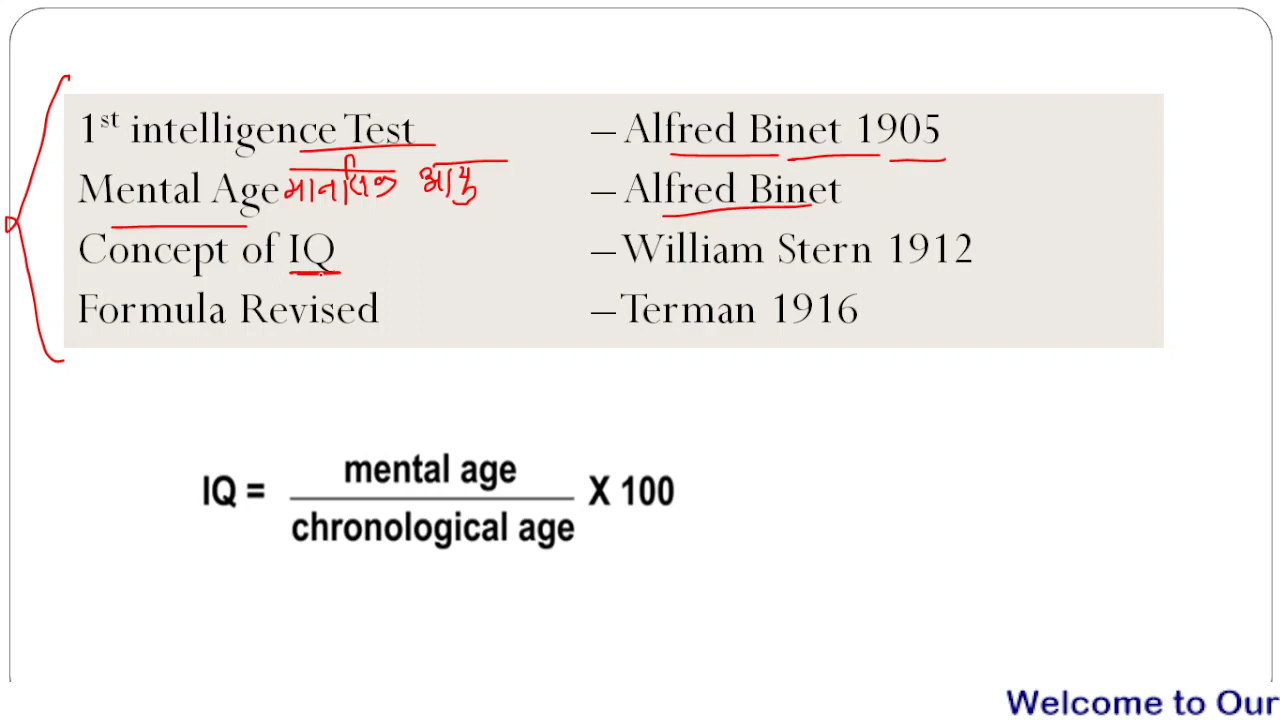 1st intelligence Test – Alfred Binet 1905
Mental Age मानसिक आयु – Alfred Binet
Concept of IQ – William Stern 1912
Formula Revised – Terman 1916
IQ = mental age / chronological age X 100
Welcome to Our